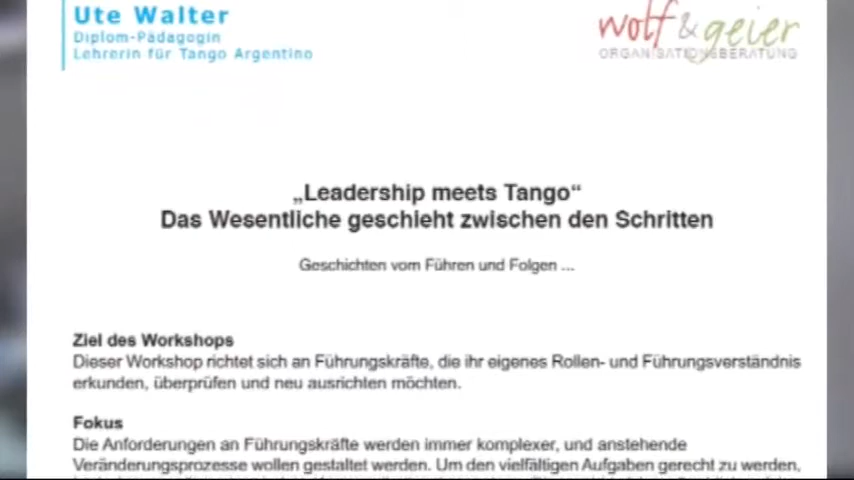 Ute Walter
Diplom-Pädagogin
Lehrerin für Tango Argentino
wolf & geier
ORGANISATIONSBERATUNG
„Leadership meets Tango“
Das Wesentliche geschieht zwischen den Schritten
Geschichten vom Führen und Folgen ...
Ziel des Workshops
Dieser Workshop richtet sich an Führungskräfte, die ihr eigenes Rollen- und Führungsverständnis
erkunden, überprüfen und neu ausrichten möchten.
Fokus
Die Anforderungen an Führungskräfte werden immer komplexer, und anstehende
Veränderungsprozesse wollen gestaltet werden. Um den vielfältigen Aufgaben gerecht zu werden,